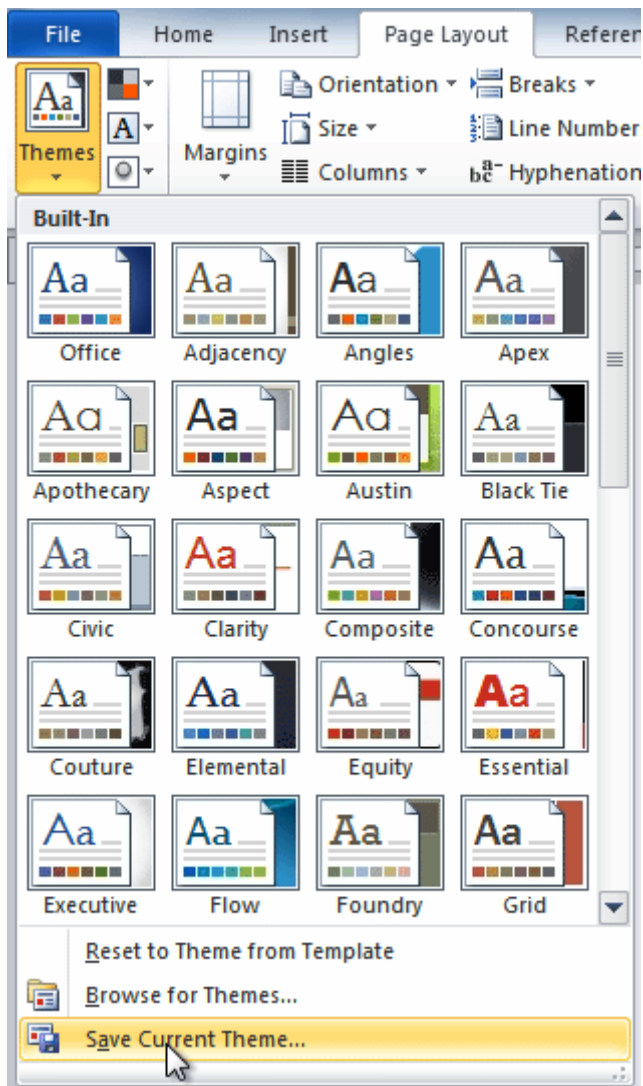 File Home Insert Page Layout Referen
Orientation Breaks
Aa A Size Line Number
Themes Margins Columns Hyphenation
Built-In
Aa Aa Aa Aa
Office Adjacency Angles Apex
Aa Aa Aa Aa
Apothecary Aspect Austin Black Tie
Aa Aa Aa Aa
Civic Clarity Composite Concourse
Aa Aa Aa Aa
Couture Elemental Equity Essential
Aa Aa Aa Aa
Executive Flow Foundry Grid
Reset to Theme from Template
Browse for Themes...
Save Current Theme...